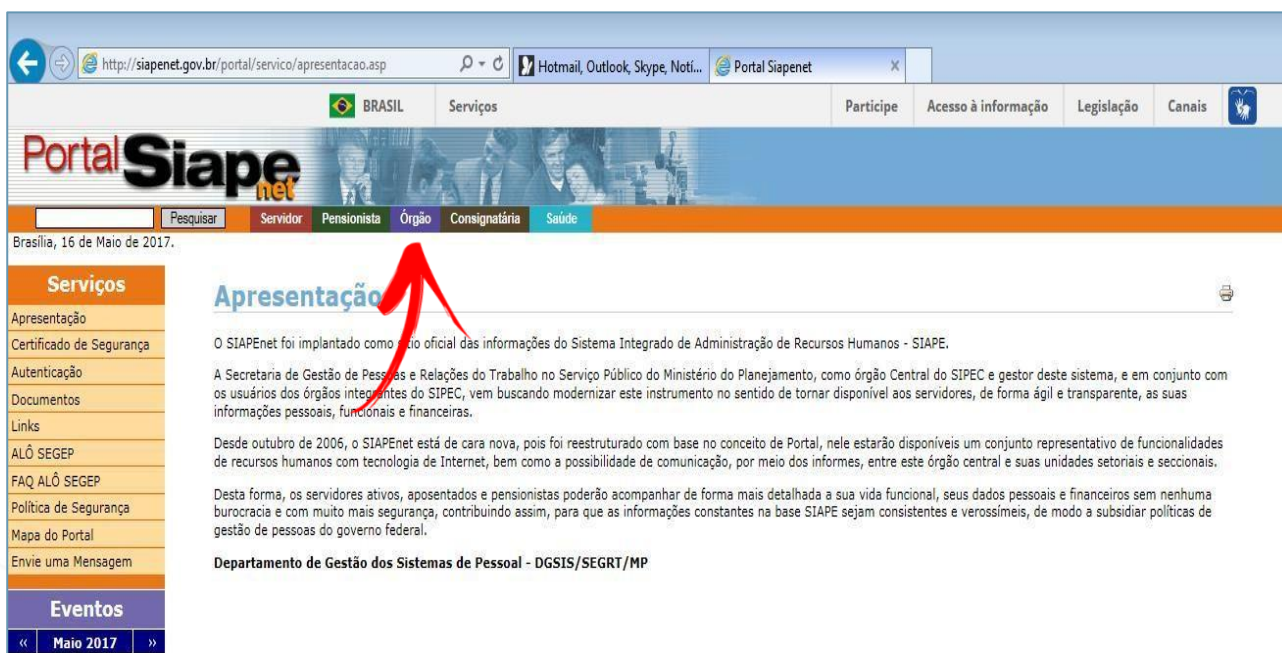 http://siapenet.gov.br/portal/servico/apresentacao.asp
Hotmail, Outlook, Skype, Notí...
Portal Siapenet
BRASIL
Serviços
Participe
Acesso à informação
Legislação
Canais
Portal Siape
net
Pesquisar
Servidor
Pensionista
Órgão
Consignatária
Saúde
Brasília, 16 de Maio de 2017.
Serviços
Apresentação
Certificado de Segurança
Autenticação
Documentos
Links
ALÔ SEGEP
FAQ ALÔ SEGEP
Política de Segurança
Mapa do Portal
Envie uma Mensagem
Eventos
« Maio 2017 »
Apresentação
O SIAPEnet foi implantado como sítio oficial das informações do Sistema Integrado de Administração de Recursos Humanos - SIAPE.
A Secretaria de Gestão de Pessoas e Relações do Trabalho no Serviço Público do Ministério do Planejamento, como órgão Central do SIPEC e gestor deste sistema, e em conjunto com
os usuários dos órgãos integrantes do SIPEC, vem buscando modernizar este instrumento no sentido de tornar disponível aos servidores, de forma ágil e transparente, as suas
informações pessoais, funcionais e financeiras.
Desde outubro de 2006, o SIAPEnet está de cara nova, pois foi reestruturado com base no conceito de Portal, nele estarão disponíveis um conjunto representativo de funcionalidades
de recursos humanos com tecnologia de Internet, bem como a possibilidade de comunicação, por meio dos informes, entre este órgão central e suas unidades setoriais e seccionais.
Desta forma, os servidores ativos, aposentados e pensionistas poderão acompanhar de forma mais detalhada a sua vida funcional, seus dados pessoais e financeiros sem nenhuma
burocracia e com muito mais segurança, contribuindo assim, para que as informações constantes na base SIAPE sejam consistentes e verossímeis, de modo a subsidiar políticas de
gestão de pessoas do governo federal.
Departamento de Gestão dos Sistemas de Pessoal - DGSIS/SEGRT/MP